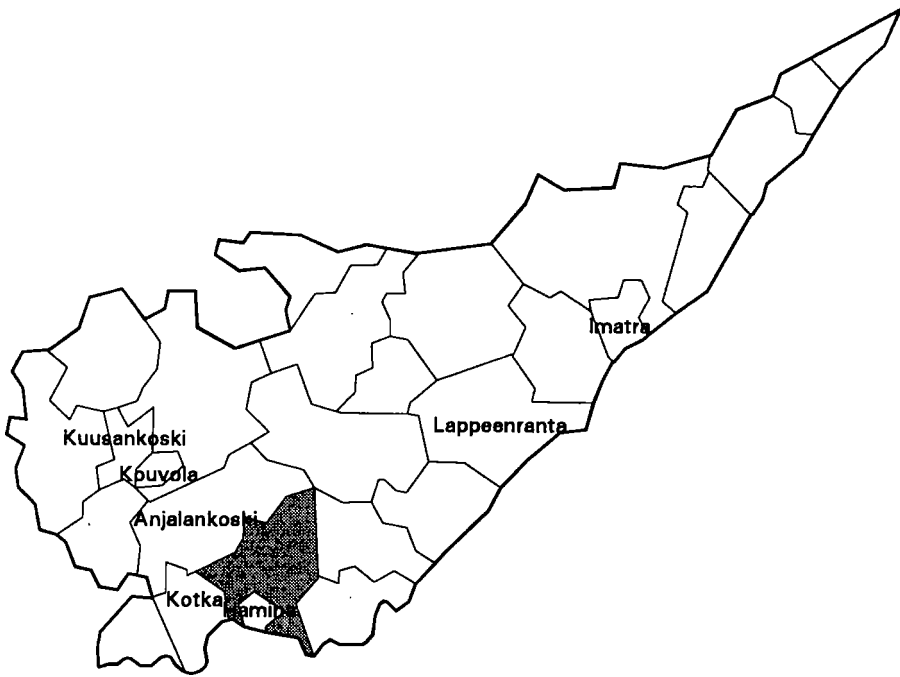 Imatra
Lappeenranta
Kuusankoski
Kouvola
Anjalankoski
Kotka
Hamina